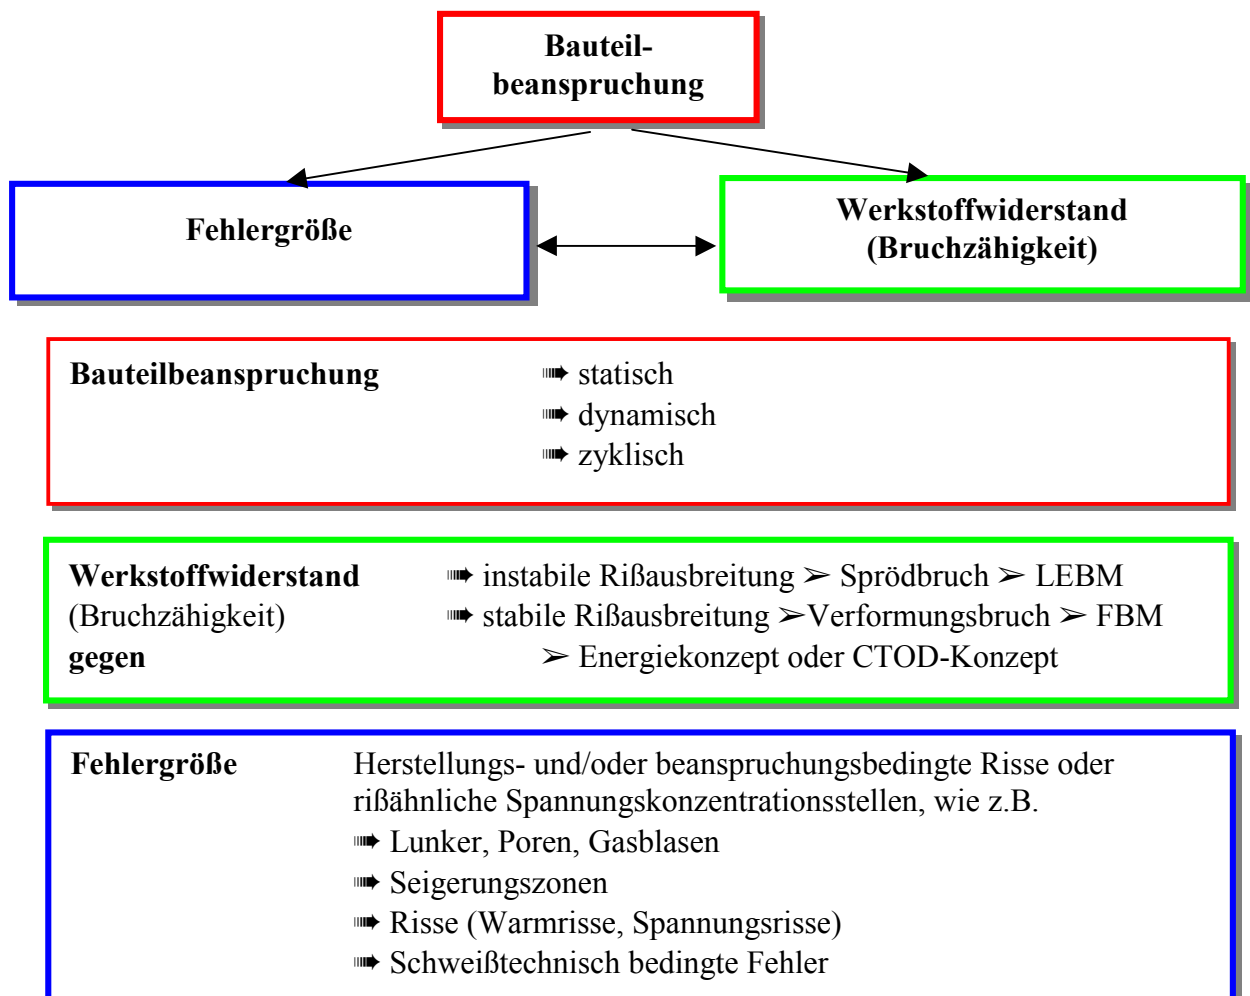 Bauteil-
beanspruchung
Fehlergröße
Werkstoffwiderstand
(Bruchzähigkeit)
Bauteilbeanspruchung ➠ statisch
➠ dynamisch
➠ zyklisch
Werkstoffwiderstand ➠ instabile Rißausbreitung ➢ Sprödbruch ➢ LEBM
(Bruchzähigkeit) ➠ stabile Rißausbreitung ➢Verformungsbruch ➢ FBM
gegen ➢ Energiekonzept oder CTOD-Konzept
Fehlergröße Herstellungs- und/oder beanspruchungsbedingte Risse oder
rißähnliche Spannungskonzentrationsstellen, wie z.B.
➠ Lunker, Poren, Gasblasen
➠ Seigerungszonen
➠ Risse (Warmrisse, Spannungsrisse)
➠ Schweißtechnisch bedingte Fehler